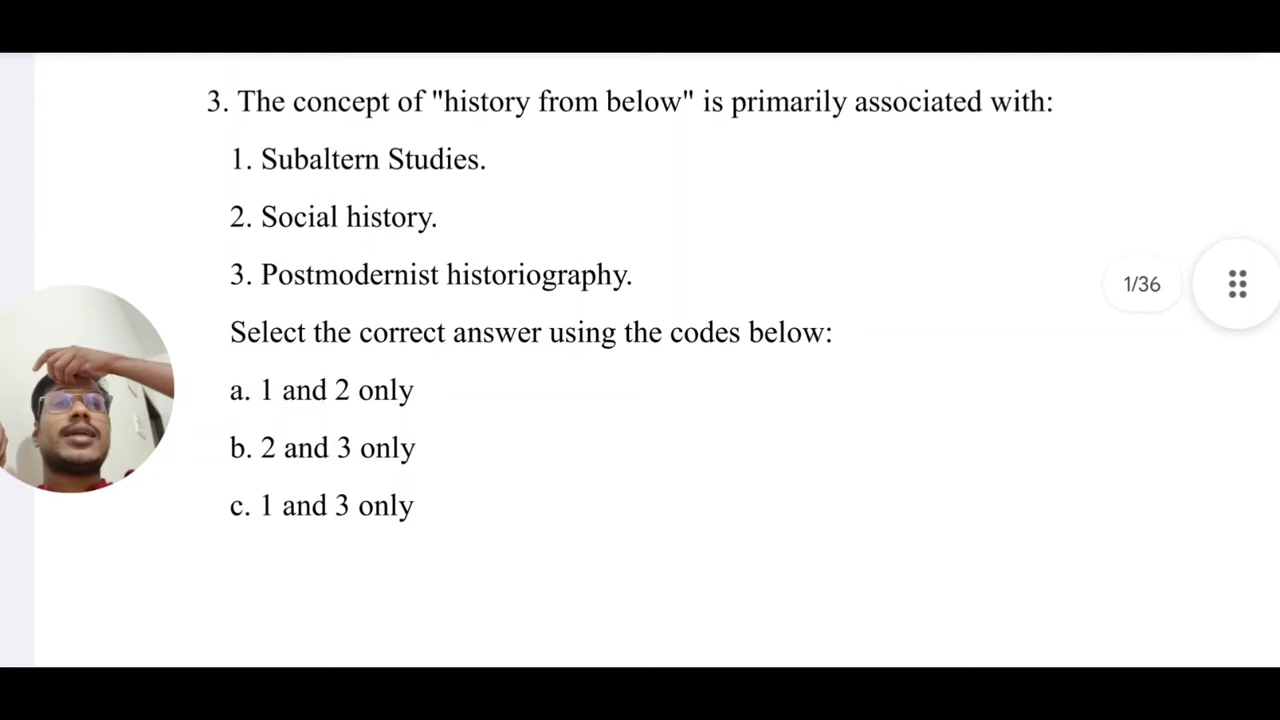 3. The concept of "history from below" is primarily associated with:
1. Subaltern Studies.
2. Social history.
3. Postmodernist historiography.
1/36
Select the correct answer using the codes below:
a. 1 and 2 only
b. 2 and 3 only
c. 1 and 3 only